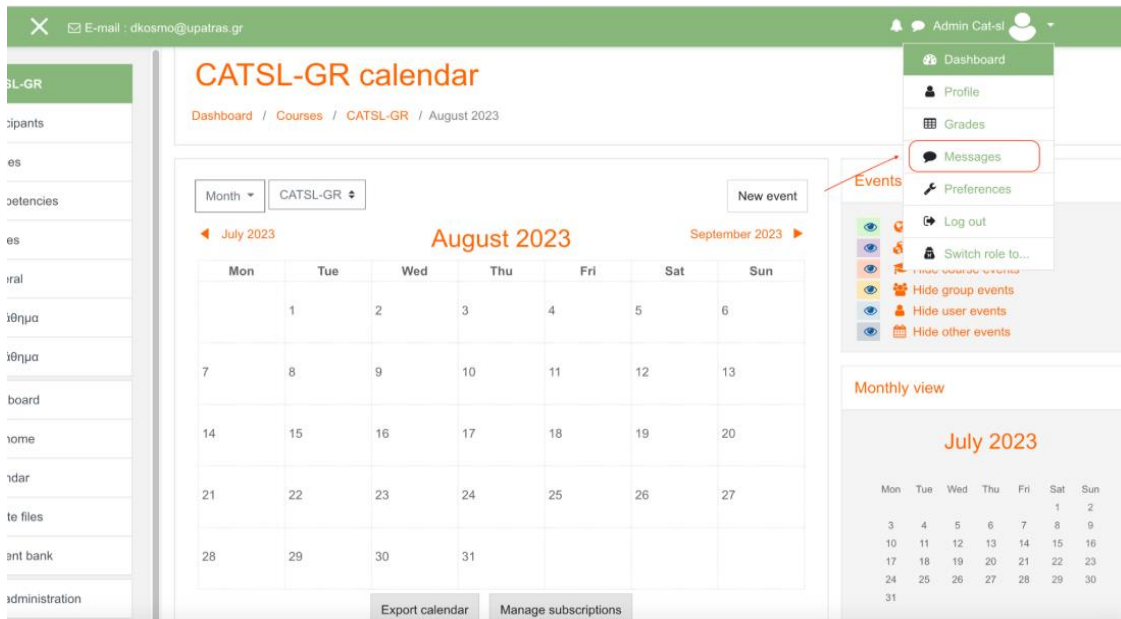 E-mail : dkosmo@upatras.gr
Admin Cat-sl
SL-GR
cipants
es
petencies
es
eral
άθημα
άθημα
board
home
ndar
te files
ent bank
administration
CATSL-GR calendar
Dashboard / Courses / CATSL-GR / August 2023
Month
CATSL-GR
New event
July 2023
August 2023
September 2023
Mon Tue Wed Thu Fri Sat Sun
1 2 3 4 5 6
7 8 9 10 11 12 13
14 15 16 17 18 19 20
21 22 23 24 25 26 27
28 29 30 31
Export calendar
Manage subscriptions
Dashboard
Profile
Grades
Messages
Preferences
Log out
Switch role to...
Events
Hide course events
Hide group events
Hide user events
Hide other events
Monthly view
July 2023
Mon Tue Wed Thu Fri Sat Sun
1 2
3 4 5 6 7 8 9
10 11 12 13 14 15 16
17 18 19 20 21 22 23
24 25 26 27 28 29 30
31